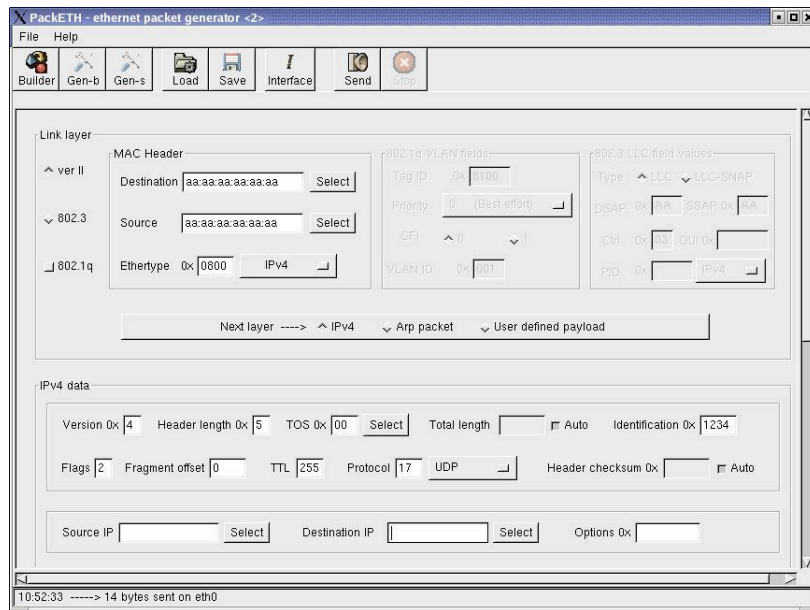 PackETH - ethernet packet generator <2>
File Help
Builder Gen-b Gen-s Load Save Interface Send Stop
Link layer
MAC Header
802.1q VLAN fields
802.3 LLC field values
ver II
Destination aa:aa:aa:aa:aa:aa Select
Tag ID 0x 8100
Type LLC LLC-SNAP
802.3
Source aa:aa:aa:aa:aa:aa Select
Priority 0 (Best effort)
DSAP 0x AA SSAP 0x AA
CFI 0 1
Ctrl 0x 03 OUI 0x
802.1q
Ethertype 0x 0800 IPv4
VLAN ID 0x 001
PID 0x IPv4
Next layer ----> IPv4 Arp packet User defined payload
IPv4 data
Version 0x 4 Header length 0x 5 TOS 0x 00 Select Total length Auto Identification 0x 1234
Flags 2 Fragment offset 0 TTL 255 Protocol 17 UDP Header checksum 0x Auto
Source IP Select Destination IP Select Options 0x
10:52:33 -----> 14 bytes sent on eth0